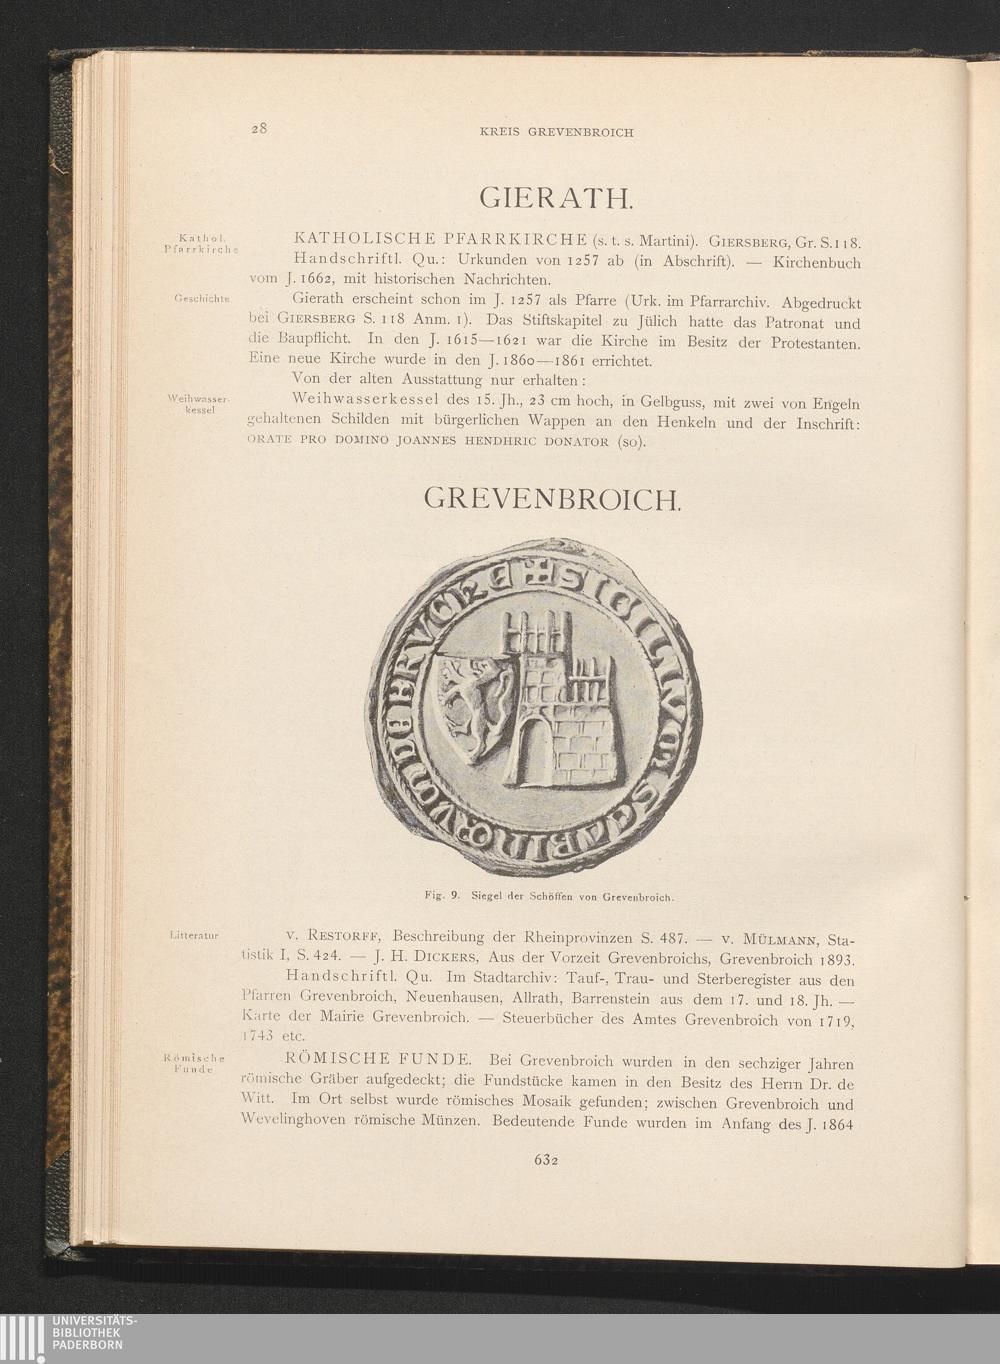 28
KREIS GREVENBROICH
GIERATH.
Kathol.
Pfarrkirche
KATHOLISCHE PFARRKIRCHE (s. t. s. Martini). GIERSBERG, Gr. S. 118.
Handschriftl. Qu.: Urkunden von 1257 ab (in Abschrift). — Kirchenbuch
vom J. 1662, mit historischen Nachrichten.
Geschichte
Gierath erscheint schon im J. 1257 als Pfarre (Urk. im Pfarrarchiv. Abgedruckt
bei GIERSBERG S. 118 Anm. 1). Das Stiftskapitel zu Jülich hatte das Patronat und
die Baupflicht. In den J. 1615—1621 war die Kirche im Besitz der Protestanten.
Eine neue Kirche wurde in den J. 1860—1861 errichtet.
Von der alten Ausstattung nur erhalten:
Weihwasser-
kessel
Weihwasserkessel des 15. Jh., 23 cm hoch, in Gelbguss, mit zwei von Engeln
gehaltenen Schilden mit bürgerlichen Wappen an den Henkeln und der Inschrift:
ORATE PRO DOMINO JOANNES HENDHRIC DONATOR (so).
GREVENBROICH.
Fig. 9. Siegel der Schöffen von Grevenbroich.
Litteratur
v. RESTORFF, Beschreibung der Rheinprovinzen S. 487. — v. MÜLMANN, Sta-
tistik I, S. 424. — J. H. DICKERS, Aus der Vorzeit Grevenbroichs, Grevenbroich 1893.
Handschriftl. Qu. Im Stadtarchiv: Tauf-, Trau- und Sterberegister aus den
Pfarren Grevenbroich, Neuenhausen, Allrath, Barrenstein aus dem 17. und 18. Jh. —
Karte der Mairie Grevenbroich. — Steuerbücher des Amtes Grevenbroich von 1719,
1743 etc.
Römische
Funde
RÖMISCHE FUNDE. Bei Grevenbroich wurden in den sechziger Jahren
römische Gräber aufgedeckt; die Fundstücke kamen in den Besitz des Herrn Dr. de
Witt. Im Ort selbst wurde römisches Mosaik gefunden; zwischen Grevenbroich und
Wevelinghoven römische Münzen. Bedeutende Funde wurden im Anfang des J. 1864
632
UNIVERSITÄTS-
BIBLIOTHEK
PADERBORN